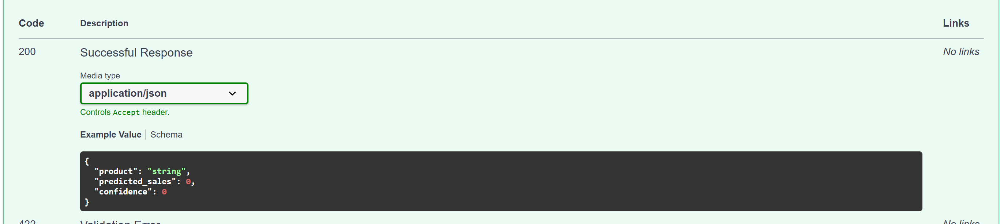 Code Description Links
200 Successful Response No links
Media type
application/json
Controls Accept header.
Example Value Schema
{
"product": "string",
"predicted_sales": 0,
"confidence": 0
}
422 Validation Error No links